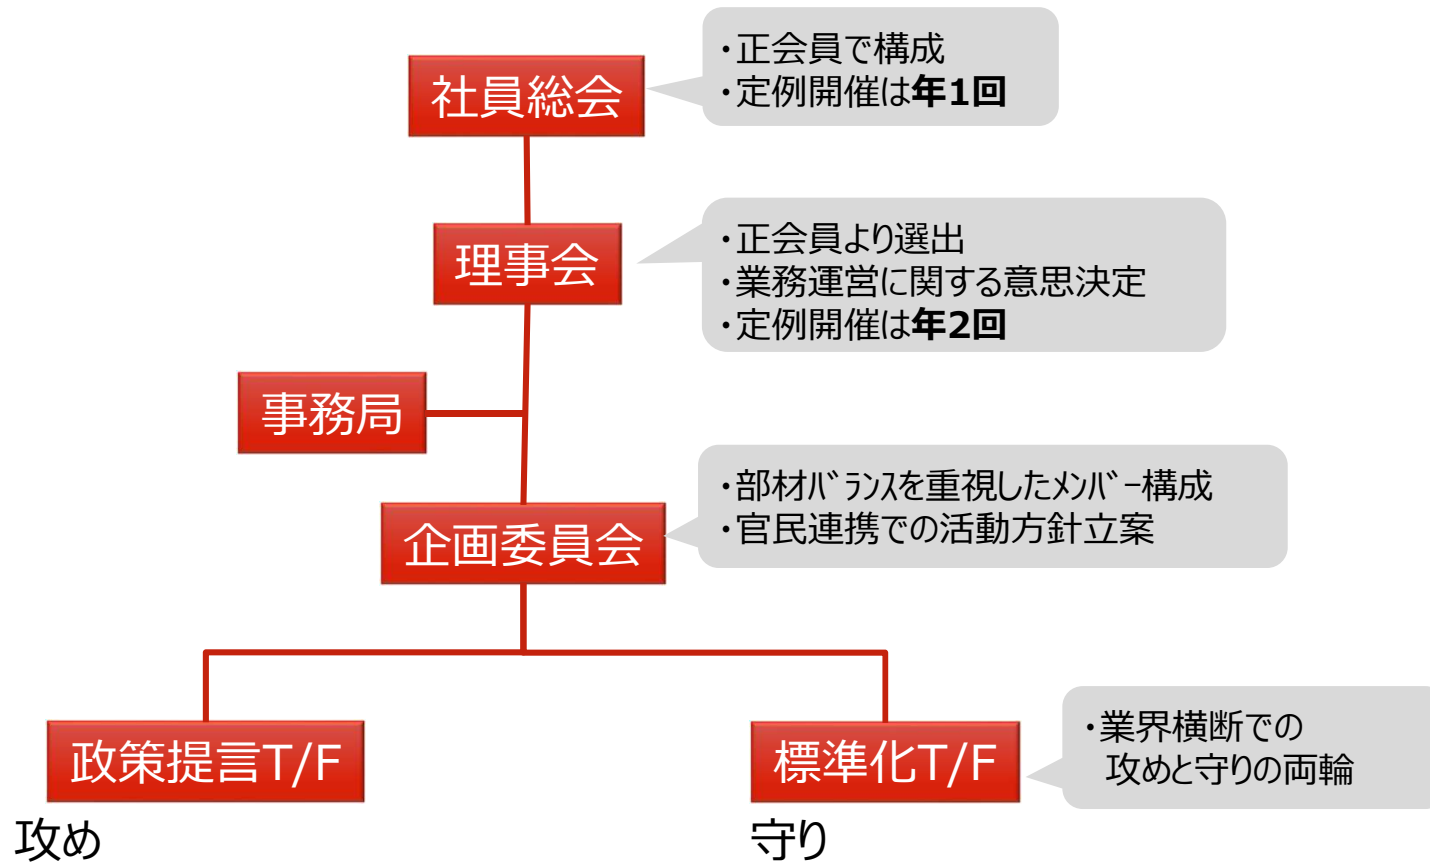 社員総会
・正会員で構成
・定例開催は年1回
理事会
・正会員より選出
・業務運営に関する意思決定
・定例開催は年2回
事務局
企画委員会
・部材バランスを重視したメンバー構成
・官民連携での活動方針立案
政策提言T/F
攻め
標準化T/F
守り
・業界横断での
攻めと守りの両輪